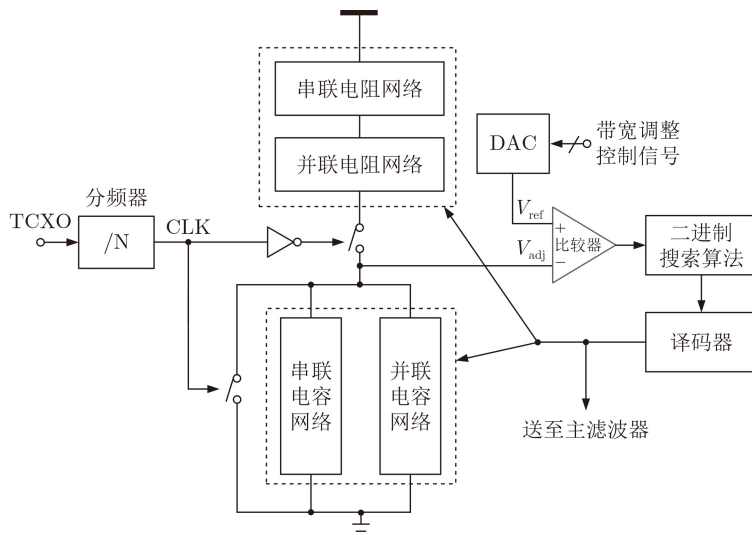 串联电阻网络
并联电阻网络
DAC
带宽调整
控制信号
分频器
TCXO
/N
CLK
V_ref
V_adj
+
比较器
−
二进制
搜索算法
译码器
串联
电容
网络
并联
电容
网络
送至主滤波器